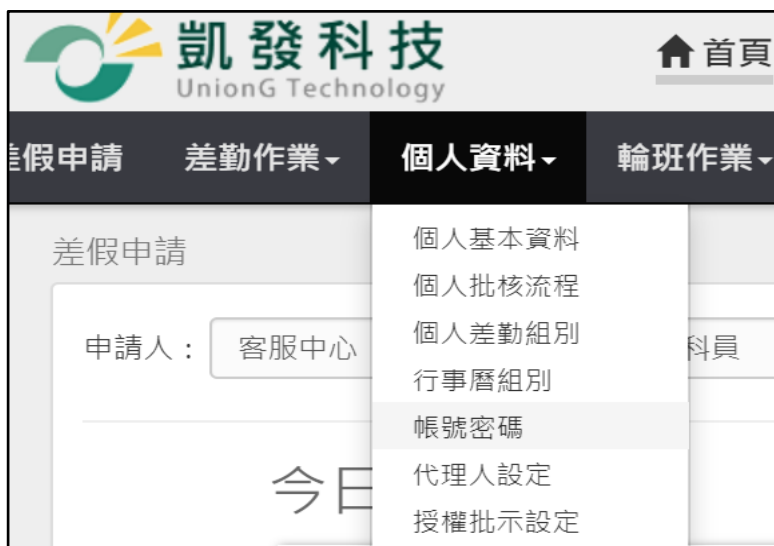 凱發科技
UnionG Technology
首頁
假申請 差勤作業 個人資料 輪班作業
差假申請
個人基本資料
個人批核流程
申請人： 客服中心
個人差勤組別
科員
行事曆組別
帳號密碼
今日
代理人設定
授權批示設定